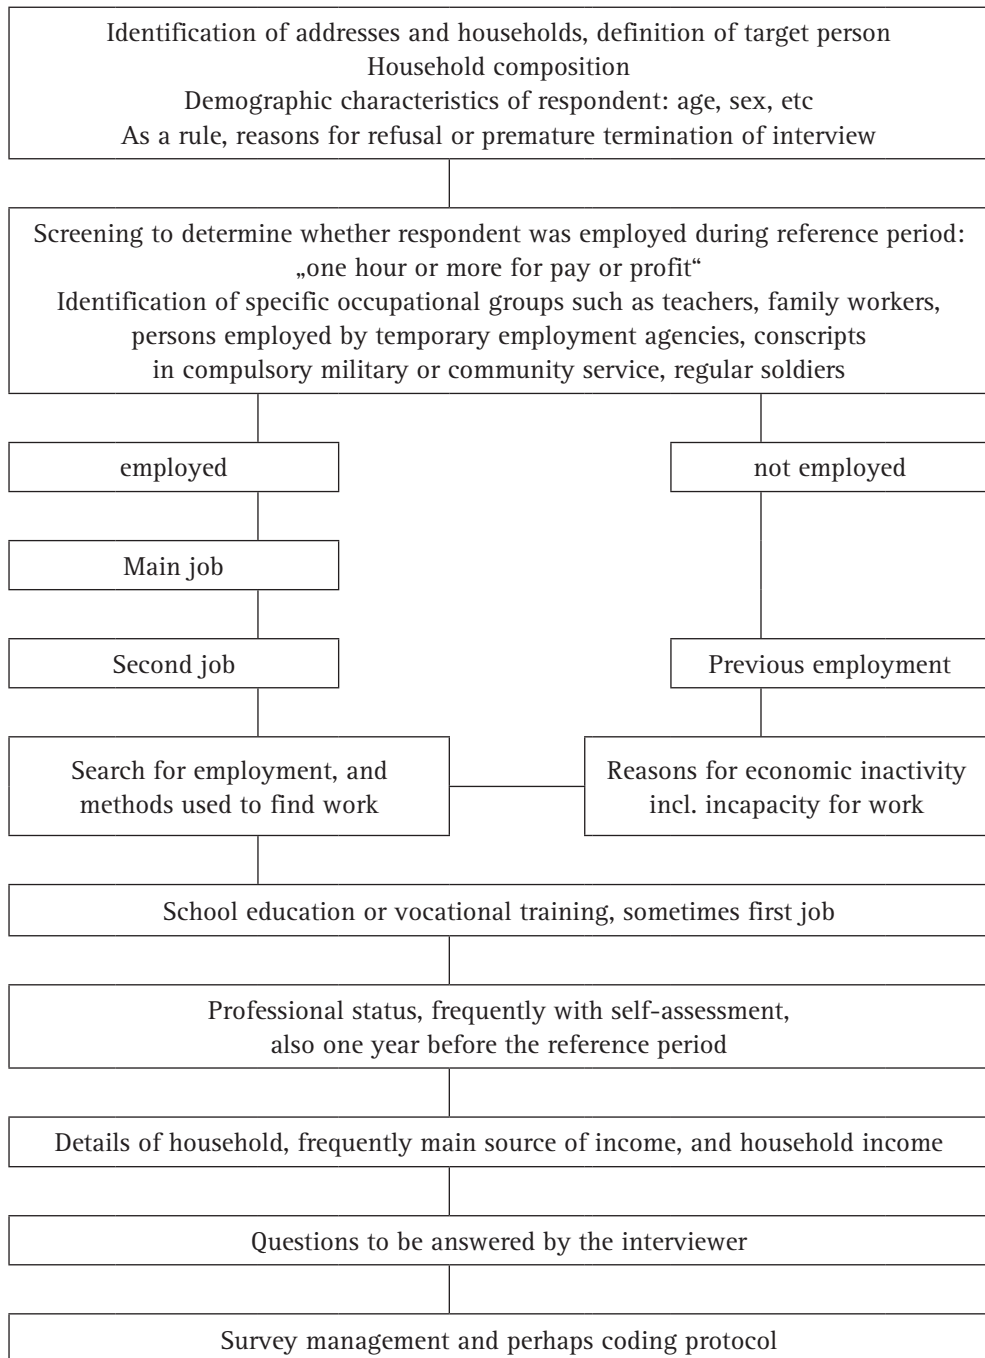 Identification of addresses and households, definition of target person
Household composition
Demographic characteristics of respondent: age, sex, etc
As a rule, reasons for refusal or premature termination of interview
Screening to determine whether respondent was employed during reference period:
„one hour or more for pay or profit“
Identification of specific occupational groups such as teachers, family workers,
persons employed by temporary employment agencies, conscripts
in compulsory military or community service, regular soldiers
employed
not employed
Main job
Second job
Previous employment
Search for employment, and
methods used to find work
Reasons for economic inactivity
incl. incapacity for work
School education or vocational training, sometimes first job
Professional status, frequently with self-assessment,
also one year before the reference period
Details of household, frequently main source of income, and household income
Questions to be answered by the interviewer
Survey management and perhaps coding protocol